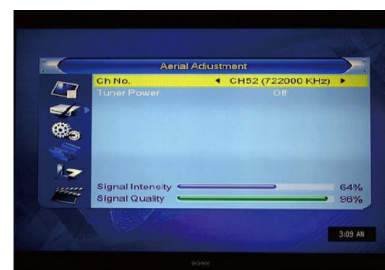 Aerial Adjustment
Ch No. ◄ CH52 (722000 KHz) ►
Tuner Power Off
Signal Intensity 64%
Signal Quality 96%
3:09 AM
SONY